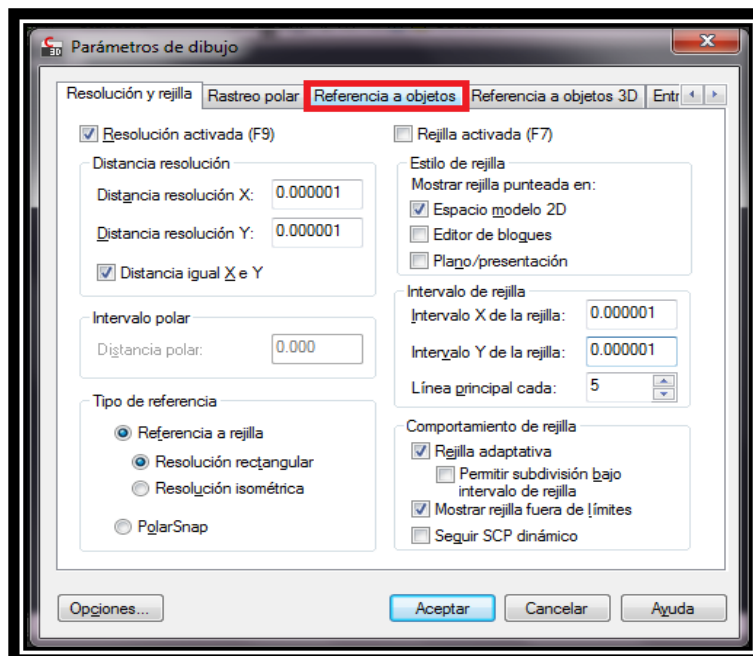 Parámetros de dibujo
Resolución y rejilla
Rastreo polar
Referencia a objetos
Referencia a objetos 3D
Entr
Resolución activada (F9)
Distancia resolución
Distancia resolución X: 0.000001
Distancia resolución Y: 0.000001
Distancia igual X e Y
Intervalo polar
Distancia polar: 0.000
Tipo de referencia
Referencia a rejilla
Resolución rectangular
Resolución isométrica
PolarSnap
Rejilla activada (F7)
Estilo de rejilla
Mostrar rejilla punteada en:
Espacio modelo 2D
Editor de bloques
Plano/presentación
Intervalo de rejilla
Intervalo X de la rejilla: 0.000001
Intervalo Y de la rejilla: 0.000001
Línea principal cada: 5
Comportamiento de rejilla
Rejilla adaptativa
Permitir subdivisión bajo
intervalo de rejilla
Mostrar rejilla fuera de límites
Seguir SCP dinámico
Opciones...
Aceptar
Cancelar
Ayuda